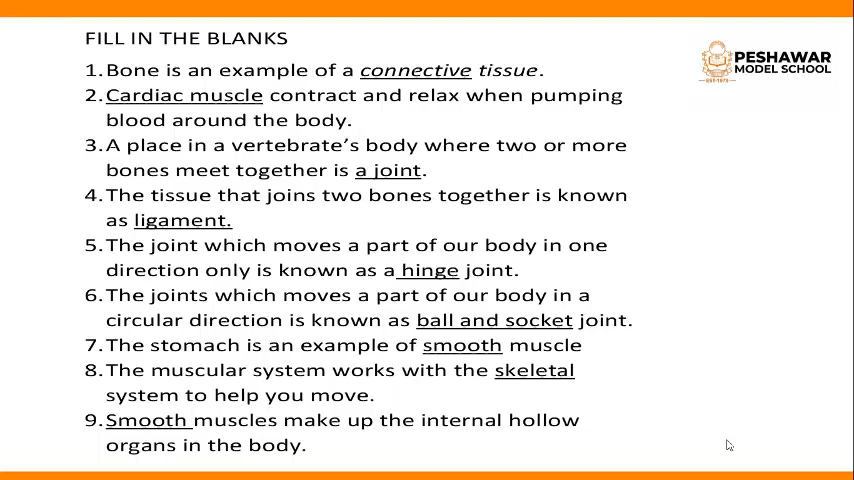 FILL IN THE BLANKS
1. Bone is an example of a connective tissue.
2. Cardiac muscle contract and relax when pumping
blood around the body.
3. A place in a vertebrate’s body where two or more
bones meet together is a joint.
4. The tissue that joins two bones together is known
as ligament.
5. The joint which moves a part of our body in one
direction only is known as a hinge joint.
6. The joints which moves a part of our body in a
circular direction is known as ball and socket joint.
7. The stomach is an example of smooth muscle
8. The muscular system works with the skeletal
system to help you move.
9. Smooth muscles make up the internal hollow
organs in the body.
PESHAWAR
MODEL SCHOOL